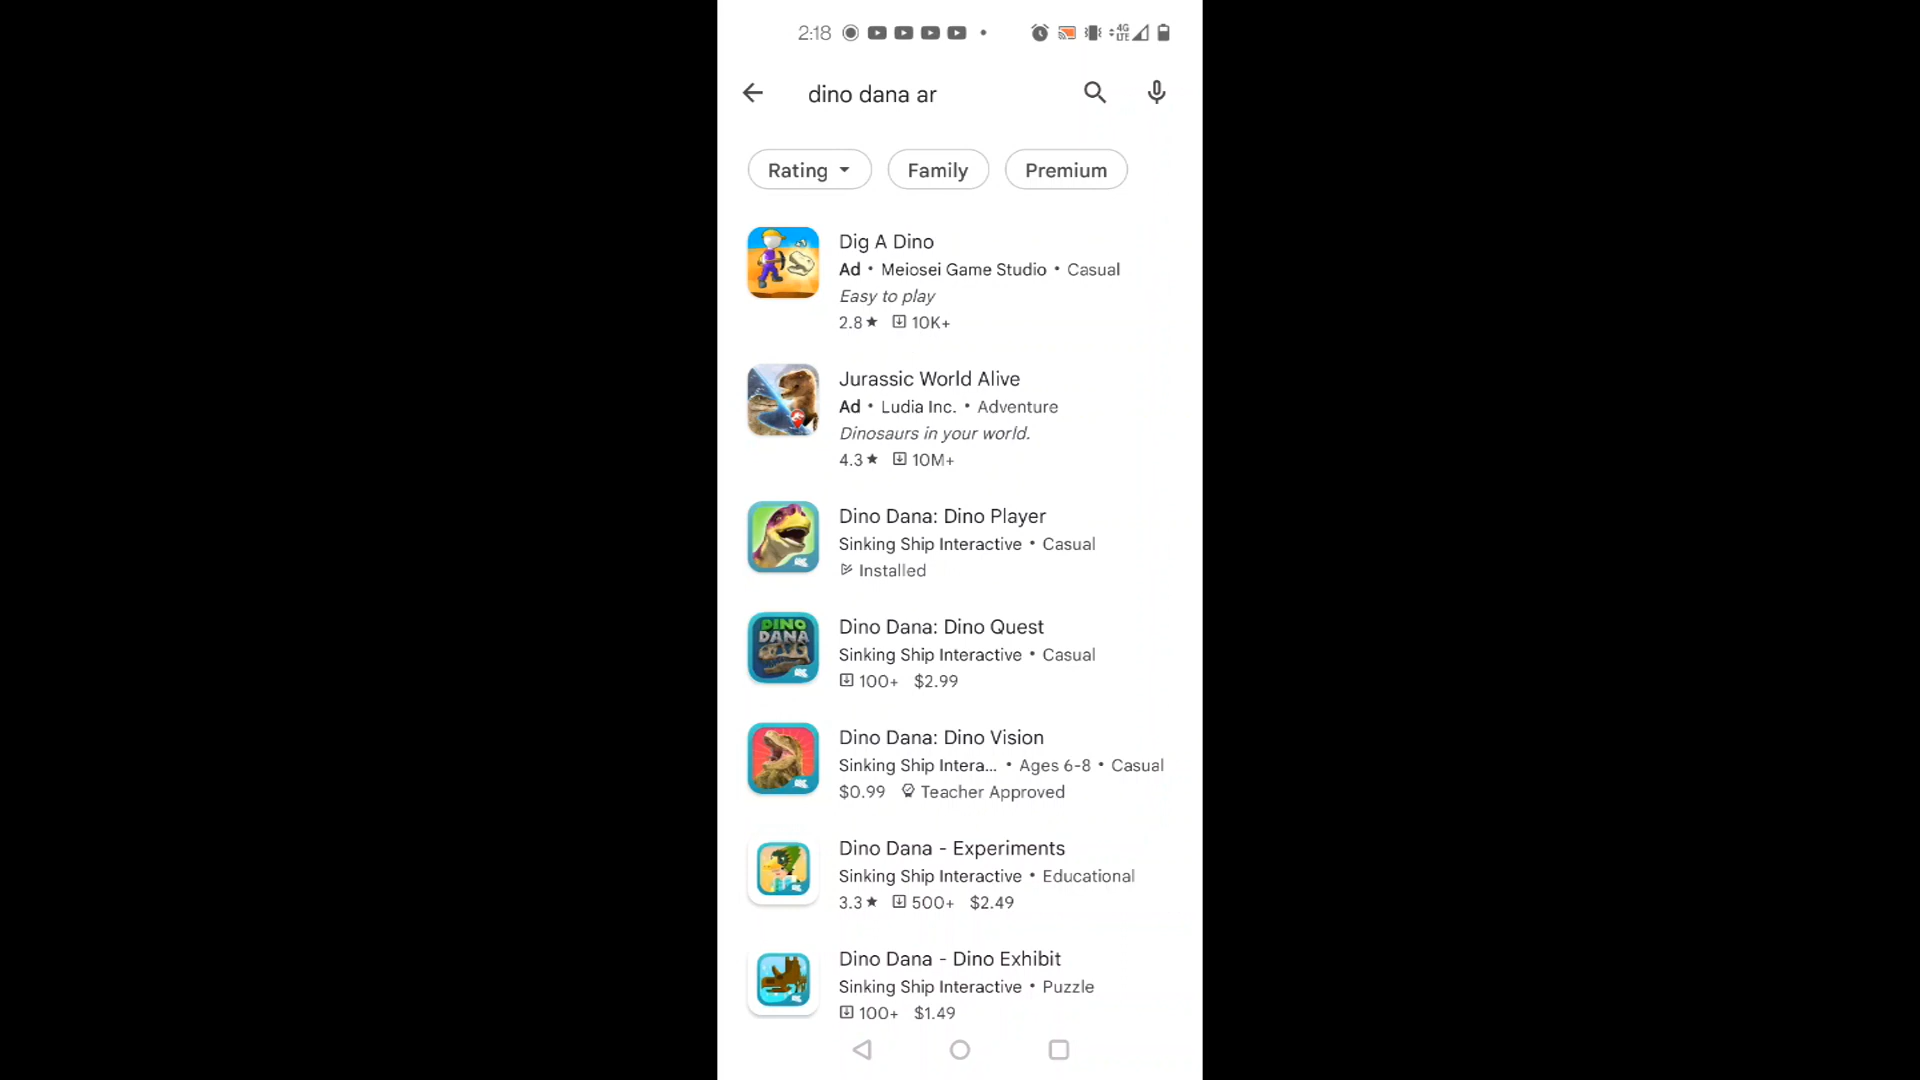 2:18 4G LTE
dino dana ar
Rating Family Premium
Dig A Dino
Ad • Meiosei Game Studio • Casual
Easy to play
2.8★ 10K+
Jurassic World Alive
Ad • Ludia Inc. • Adventure
Dinosaurs in your world.
4.3★ 10M+
Dino Dana: Dino Player
Sinking Ship Interactive • Casual
Installed
DINO
DANA
Dino Dana: Dino Quest
Sinking Ship Interactive • Casual
100+ $2.99
Dino Dana: Dino Vision
Sinking Ship Intera... • Ages 6-8 • Casual
$0.99 Teacher Approved
Dino Dana - Experiments
Sinking Ship Interactive • Educational
3.3★ 500+ $2.49
Dino Dana - Dino Exhibit
Sinking Ship Interactive • Puzzle
100+ $1.49